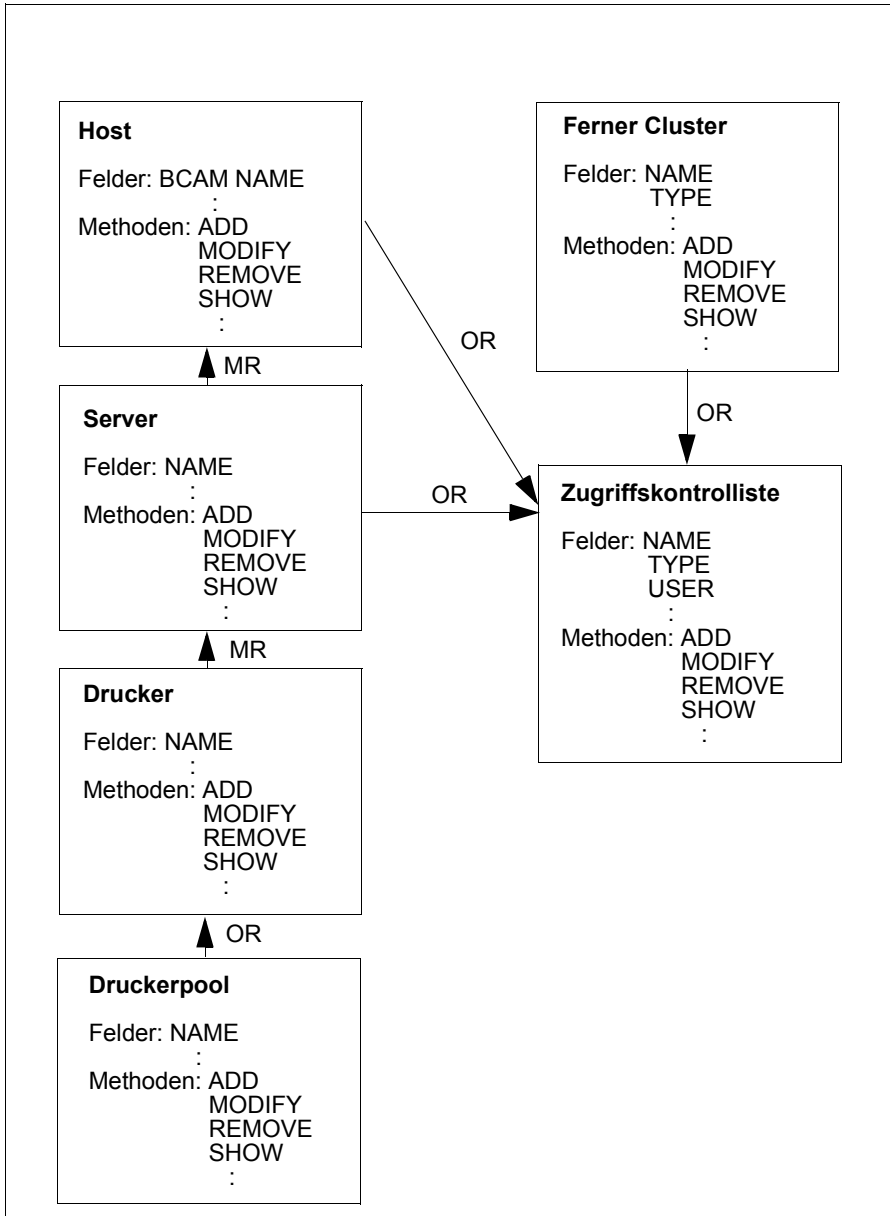 Host
Felder: BCAM NAME
:
Methoden: ADD
MODIFY
REMOVE
SHOW
:
MR
Server
Felder: NAME
:
Methoden: ADD
MODIFY
REMOVE
SHOW
:
MR
Drucker
Felder: NAME
:
Methoden: ADD
MODIFY
REMOVE
SHOW
:
OR
Druckerpool
Felder: NAME
:
Methoden: ADD
MODIFY
REMOVE
SHOW
:
OR
OR
Ferner Cluster
Felder: NAME
TYPE
:
Methoden: ADD
MODIFY
REMOVE
SHOW
:
OR
Zugriffskontrolliste
Felder: NAME
TYPE
USER
:
Methoden: ADD
MODIFY
REMOVE
SHOW
: